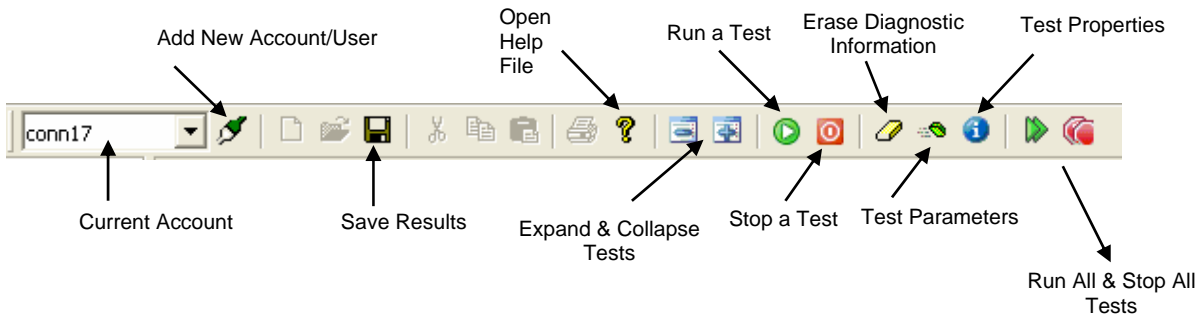 Add New Account/User
Open
Help
File
Run a Test
Erase Diagnostic
Information
Test Properties
conn17
Current Account
Save Results
Expand & Collapse
Tests
Stop a Test
Test Parameters
Run All & Stop All
Tests